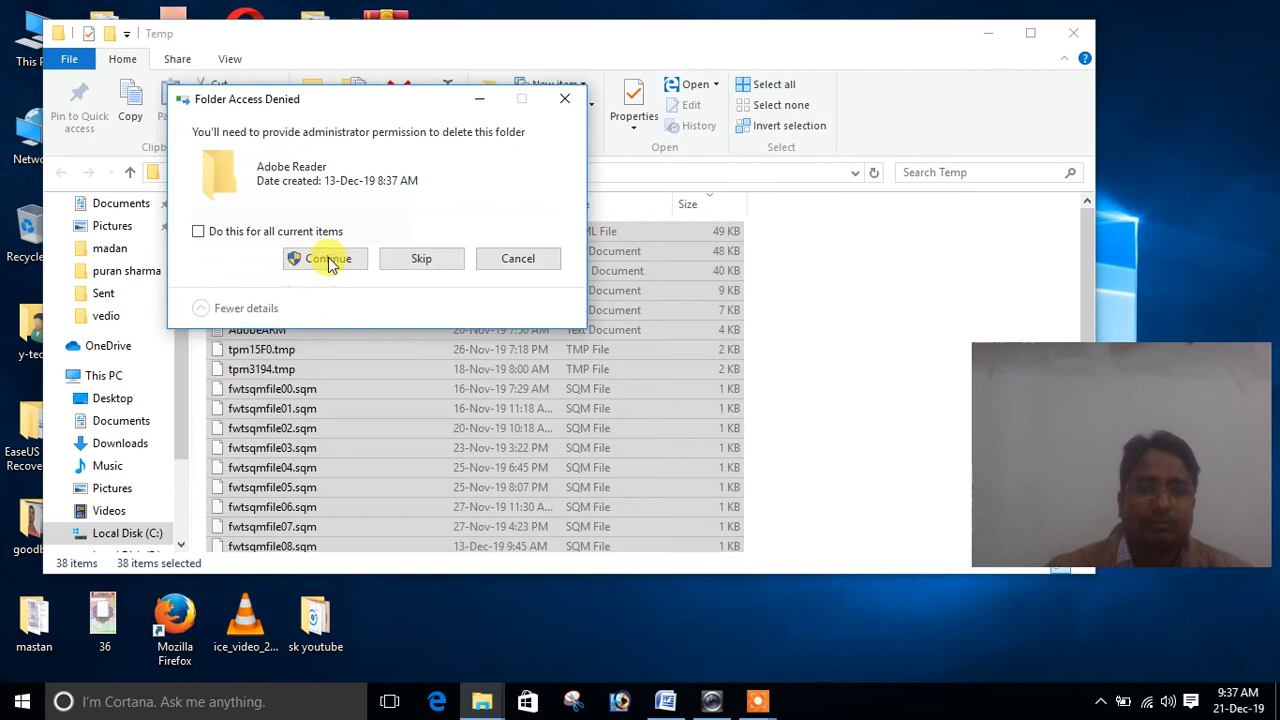 Temp
File
Home
Share
View
This P
Netwo
Recycl
y-tec
EaseUS
Recove
goodb
Pin to Quick
access
Copy
Cut
Pa
Clipb
New item
Properties
Open
Edit
History
Open
Select all
Select none
Invert selection
Select
Search Temp
Folder Access Denied
You'll need to provide administrator permission to delete this folder
Adobe Reader
Date created: 13-Dec-19 8:37 AM
Do this for all current items
Continue
Skip
Cancel
Fewer details
Documents
Pictures
madan
puran sharma
Sent
vedio
OneDrive
This PC
Desktop
Documents
Downloads
Music
Pictures
Videos
Local Disk (C:)
Size
49 KB
Document 48 KB
Document 40 KB
Document 9 KB
Document 7 KB
AdobeARM 20-Nov-19 7:50 AM Text Document 4 KB
tpm15F0.tmp 26-Nov-19 7:18 PM TMP File 2 KB
tpm3194.tmp 18-Nov-19 8:00 AM TMP File 2 KB
fwtsqmfile00.sqm 16-Nov-19 7:29 AM SQM File 1 KB
fwtsqmfile01.sqm 16-Nov-19 11:18 A... SQM File 1 KB
fwtsqmfile02.sqm 20-Nov-19 10:18 A... SQM File 1 KB
fwtsqmfile03.sqm 23-Nov-19 3:22 PM SQM File 1 KB
fwtsqmfile04.sqm 25-Nov-19 6:45 PM SQM File 1 KB
fwtsqmfile05.sqm 25-Nov-19 8:07 PM SQM File 1 KB
fwtsqmfile06.sqm 27-Nov-19 11:30 A... SQM File 1 KB
fwtsqmfile07.sqm 27-Nov-19 4:23 PM SQM File 1 KB
fwtsqmfile08.sqm 13-Dec-19 9:45 AM SQM File 1 KB
38 items 38 items selected
mastan
36
Mozilla
Firefox
ice_video_2...
sk youtube
I'm Cortana. Ask me anything.
9:37 AM
21-Dec-19